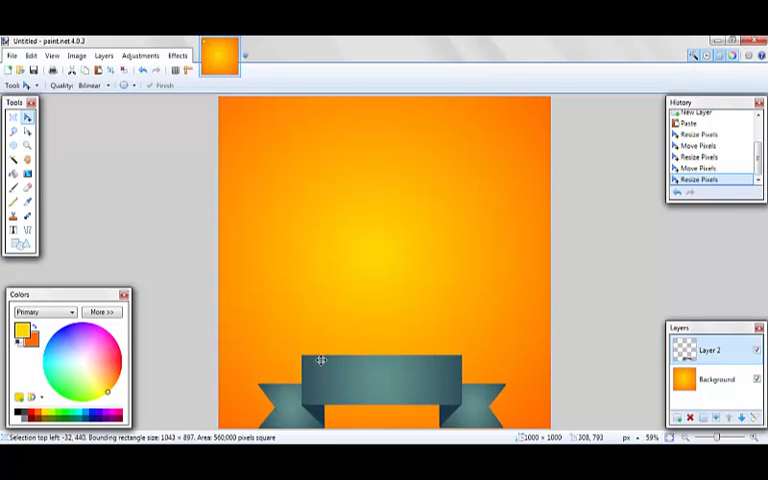 Untitled - paint.net 4.0.3
File Edit View Image Layers Adjustments Effects
Tool: Quality: Bilinear Finish
Tools
History
New Layer
Paste
Resize Pixels
Move Pixels
Resize Pixels
Move Pixels
Resize Pixels
Colors
Primary More >>
Layers
Layer 2
Background
Selection top left -32, 440. Bounding rectangle size: 1043 × 897. Area: 560,000 pixels square
1000 × 1000 208, 793 px 59%